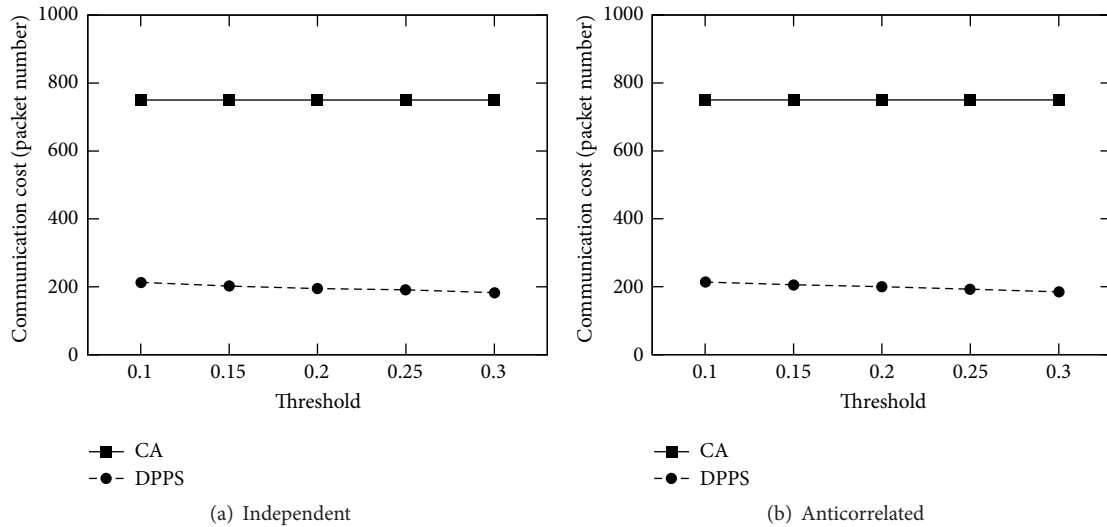 Communication cost (packet number)
1000
800
600
400
200
0
0.1 0.15 0.2 0.25 0.3
Threshold
CA
DPPS
(a) Independent
Communication cost (packet number)
1000
800
600
400
200
0
0.1 0.15 0.2 0.25 0.3
Threshold
CA
DPPS
(b) Anticorrelated